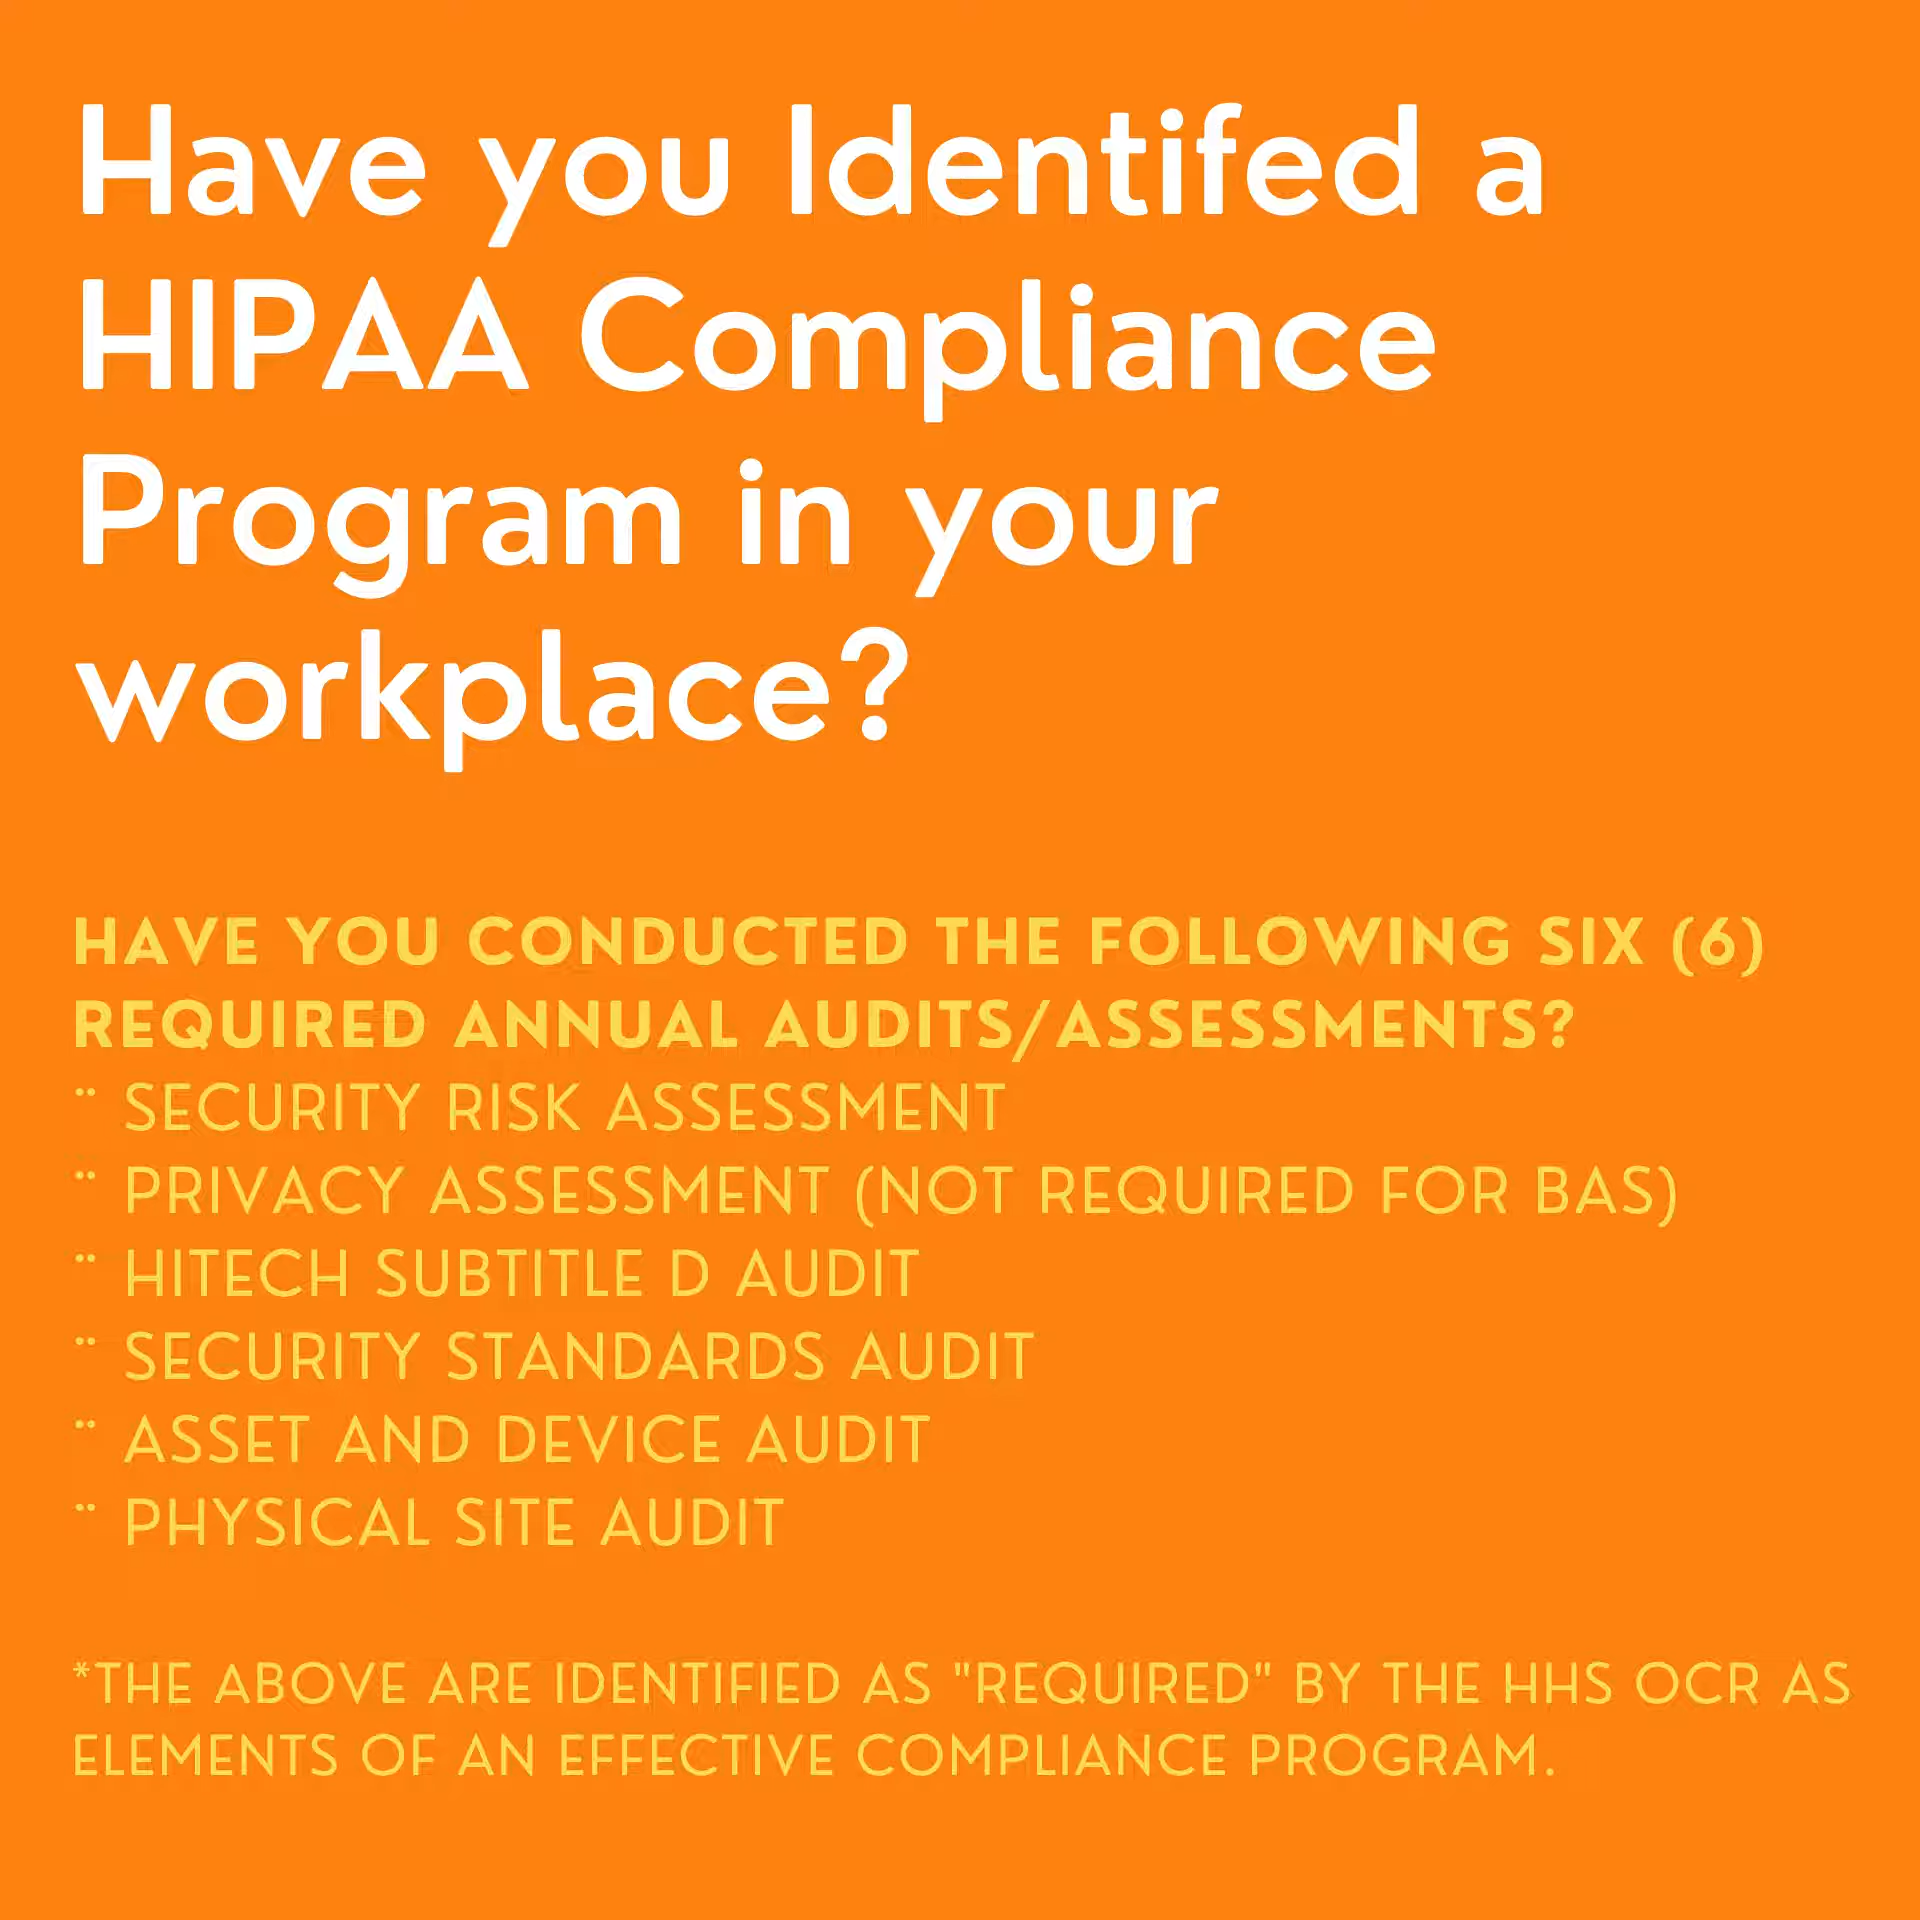 Have you Identifed a
HIPAA Compliance
Program in your
workplace?
HAVE YOU CONDUCTED THE FOLLOWING SIX (6)
REQUIRED ANNUAL AUDITS/ASSESSMENTS?
¨ SECURITY RISK ASSESSMENT
¨ PRIVACY ASSESSMENT (NOT REQUIRED FOR BAS)
¨ HITECH SUBTITLE D AUDIT
¨ SECURITY STANDARDS AUDIT
¨ ASSET AND DEVICE AUDIT
¨ PHYSICAL SITE AUDIT
*THE ABOVE ARE IDENTIFIED AS "REQUIRED" BY THE HHS OCR AS
ELEMENTS OF AN EFFECTIVE COMPLIANCE PROGRAM.